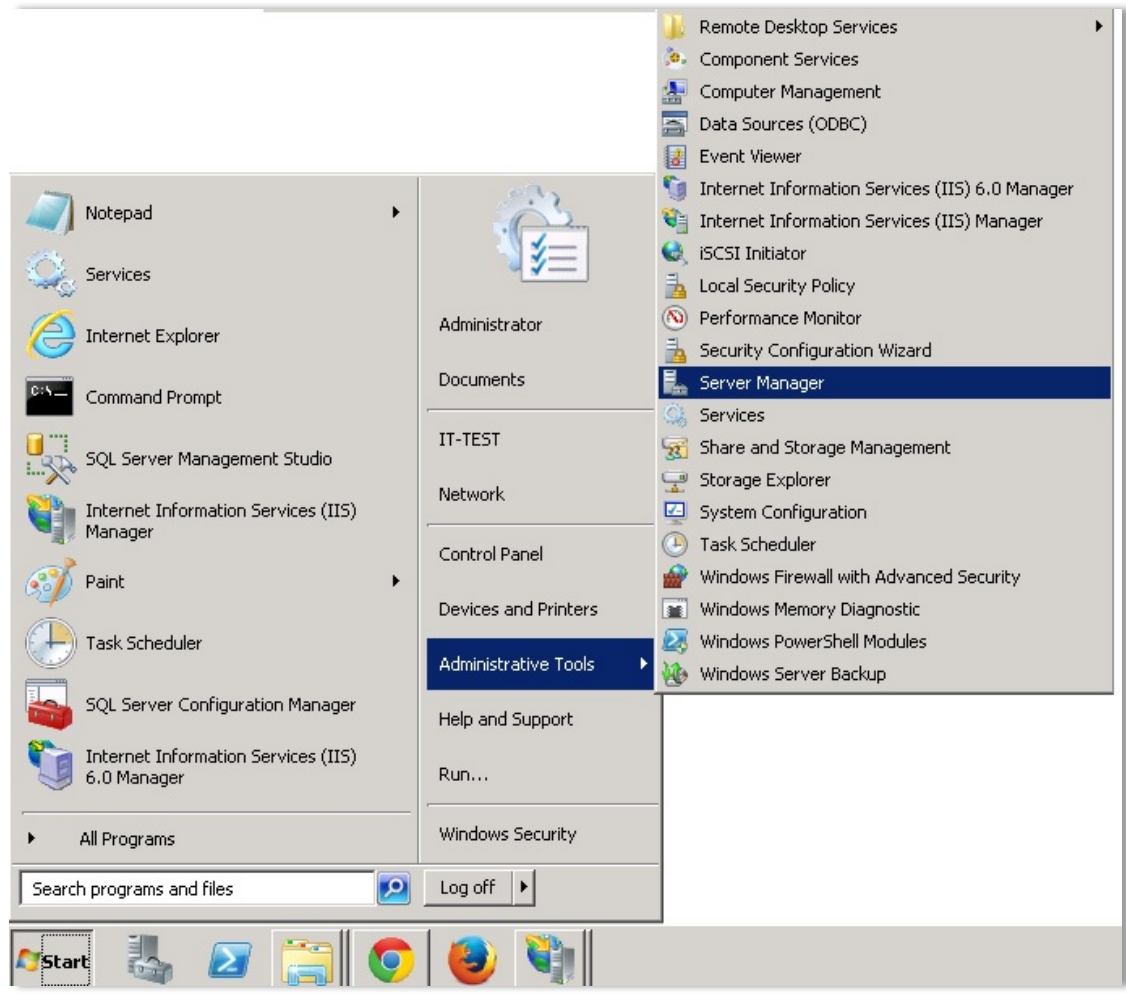 Notepad
Services
Internet Explorer
C:\
Command Prompt
SQL Server Management Studio
Internet Information Services (IIS)
Manager
Paint
Task Scheduler
SQL Server Configuration Manager
Internet Information Services (IIS)
6.0 Manager
All Programs
Search programs and files
Administrator
Documents
IT-TEST
Network
Control Panel
Devices and Printers
Administrative Tools
Help and Support
Run...
Windows Security
Log off
Remote Desktop Services
Component Services
Computer Management
Data Sources (ODBC)
Event Viewer
Internet Information Services (IIS) 6.0 Manager
Internet Information Services (IIS) Manager
iSCSI Initiator
Local Security Policy
Performance Monitor
Security Configuration Wizard
Server Manager
Services
Share and Storage Management
Storage Explorer
System Configuration
Task Scheduler
Windows Firewall with Advanced Security
Windows Memory Diagnostic
Windows PowerShell Modules
Windows Server Backup
Start